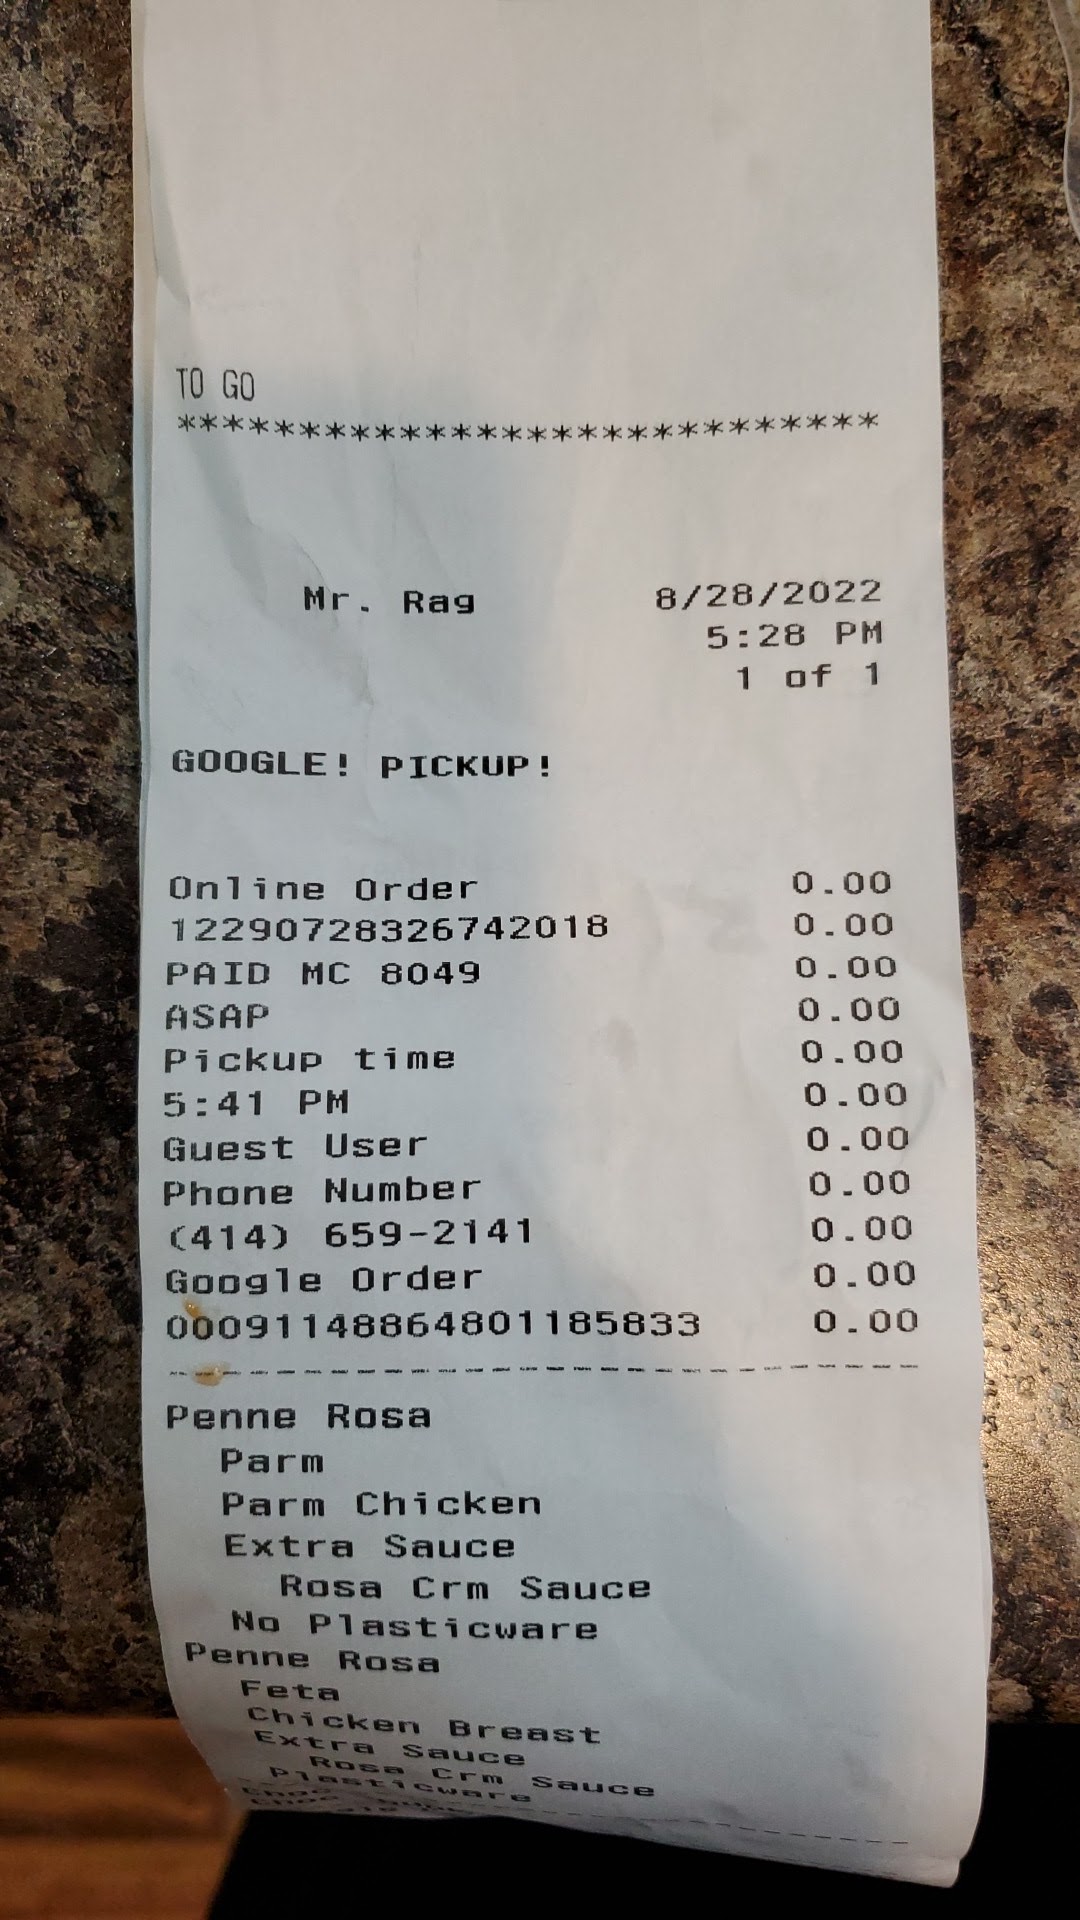 TO GO
****************************
Mr. Rag 8/28/2022
5:28 PM
1 of 1
GOOGLE! PICKUP!
Online Order 0.00
12290728326742018 0.00
PAID MC 8049 0.00
ASAP 0.00
Pickup time 0.00
5:41 PM 0.00
Guest User 0.00
Phone Number 0.00
(414) 659-2141 0.00
Google Order 0.00
00091148864801185833 0.00
-----------------------------
Penne Rosa
Parm
Parm Chicken
Extra Sauce
Rosa Crm Sauce
No Plasticware
Penne Rosa
Feta
Chicken Breast
Extra Sauce
Rosa Crm Sauce
Plasticware